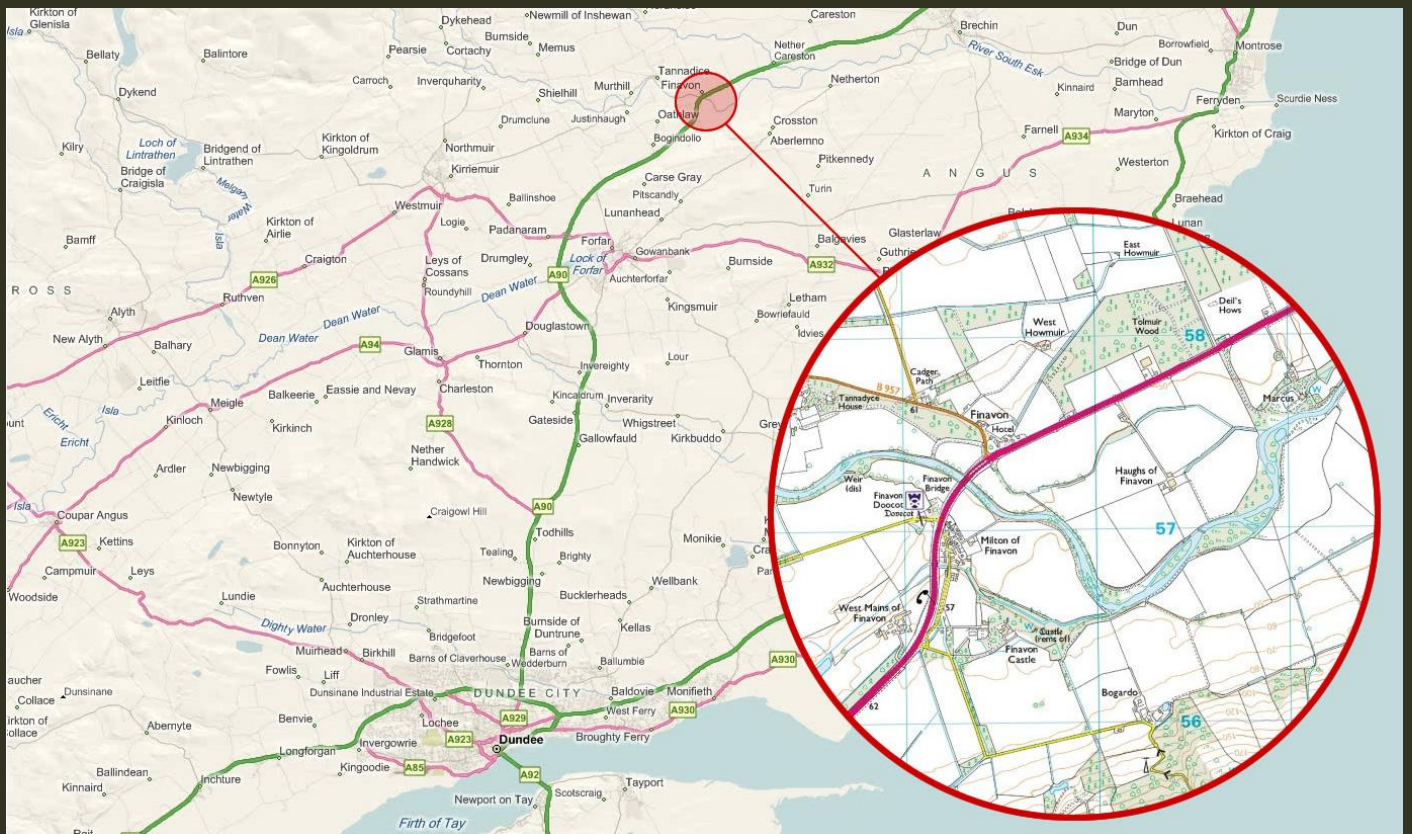 Kirkton of
Glenisla
Isla
Bellaty
Balintore
Dykend
Kilry
Loch of
Lintrathen
Bridge of
Craigisla
Bridgend of
Lintrathen
Melgam
Water
Isla
Bamff
Kirkton of
Airlie
Kirkton of
Kingoldrum
Pearsie
Carroch
Dykehead
Cortachy
Burnside
Memus
Newmill of Inshewan
Inverquharity
Shielhill
Murthill
Tannadice
Finavon
Drumclune
Justinhaugh
Oathlaw
Bogindollo
Careston
Nether
Careston
Brechin
Netherton
Crosston
Aberlemno
Pitkennedy
Turin
River South Esk
Dun
Borrowfield
Montrose
Bridge of Dun
Barnhead
Kinnaird
Maryton
Ferryden
Scurdie Ness
Farnell
A934
Kirkton of Craig
Westerton
Braehead
Lunan
ANGUS
Northmuir
Kirriemuir
Westmuir
Ballinshoe
Logie
Padanaram
Carse Gray
Pitscandly
Lunanhead
Forfar
Lock of
Forfar
Gowanbank
Auchterforfar
Burnside
Balgavies
A932
Glasterlaw
Guthrie
Craigton
A926
Ruthven
Leys of
Cossans
Roundyhill
Drumgley
Dean Water
A90
Kingsmuir
Letham
Bowriefauld
Idvies
ROSS
Alyth
New Alyth
Balhary
Dean Water
Dean Water
A94
Glamis
Douglastown
Thornton
Charleston
Invereighty
Lour
Leitfie
Isla
Ericht
Ericht
Meigle
Kinloch
Balkeerie
Eassie and Nevay
Kirkinch
A928
Nether
Handwick
Kincaldrum
Inverarity
Gateside
Whigstreet
Gallowfauld
Kirkbuddo
Ardler
Newbigging
Newtyle
Craigowl Hill
A90
Isla
Coupar Angus
A923
Kettins
Campmuir
Leys
Woodside
Lundie
Bonnyton
Kirkton of
Auchterhouse
Auchterhouse
Tealing
Todhills
Brighty
Newbigging
Monikie
Wellbank
Bucklerheads
Strathmartine
Dronley
Bridgefoot
Burnside of
Duntrune
Kellas
Dighty Water
Muirhead
Birkhill
Barns of Claverhouse
Barns of
Wedderburn
Ballumbie
A930
Fowlis
Liff
Dunsinane
Collace
Dunsinane Industrial Estate
DUNDEE CITY
Baldovie
Monifieth
Benvie
Lochee
A929
West Ferry
A930
Abernyte
Longforgan
Invergowrie
A923
Dundee
Broughty Ferry
Kingoodie
A85
Ballindean
Kinnaird
Inchture
A92
Newport on Tay
Scotscraig
Tayport
Firth of Tay
East
Howmuir
West
Howmuir
Tolmuir
Wood
Deil's
Hows
58
Cadger
Path
B 957
Tannadyce
House
61
Finavon
Hotel
Marcus
W
Weir
(dis)
Finavon
Bridge
Haughs of
Finavon
Finavon
Doocot
Dovecot
57
Milton of
Finavon
West Mains of
Finavon
57
W
Castle
(rems of)
Finavon
Castle
Bogardo
62
56